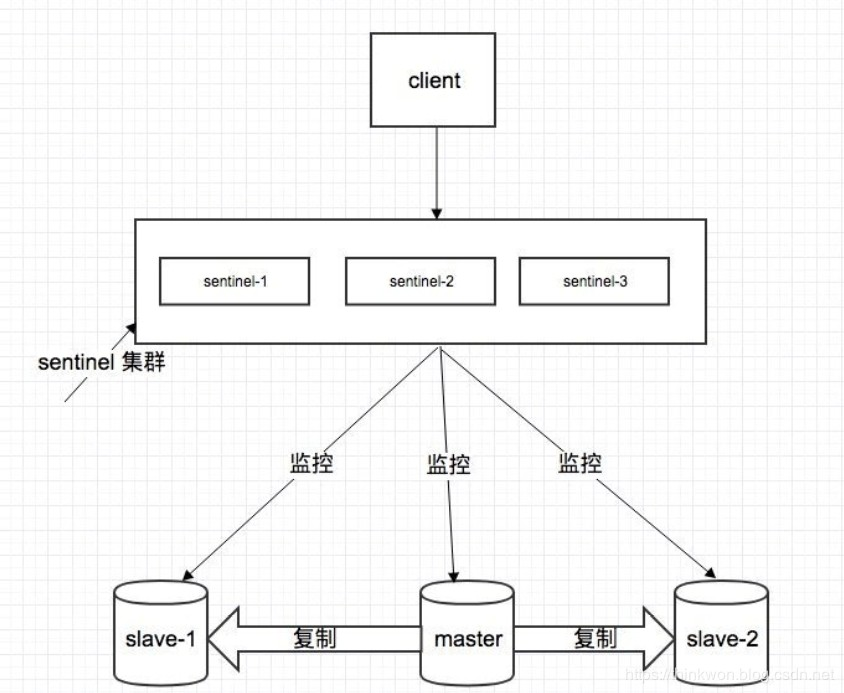 client
sentinel-1
sentinel-2
sentinel-3
sentinel 集群
监控
监控
监控
slave-1
复制
master
复制
slave-2
https://thinkwon.blog.csdn.net